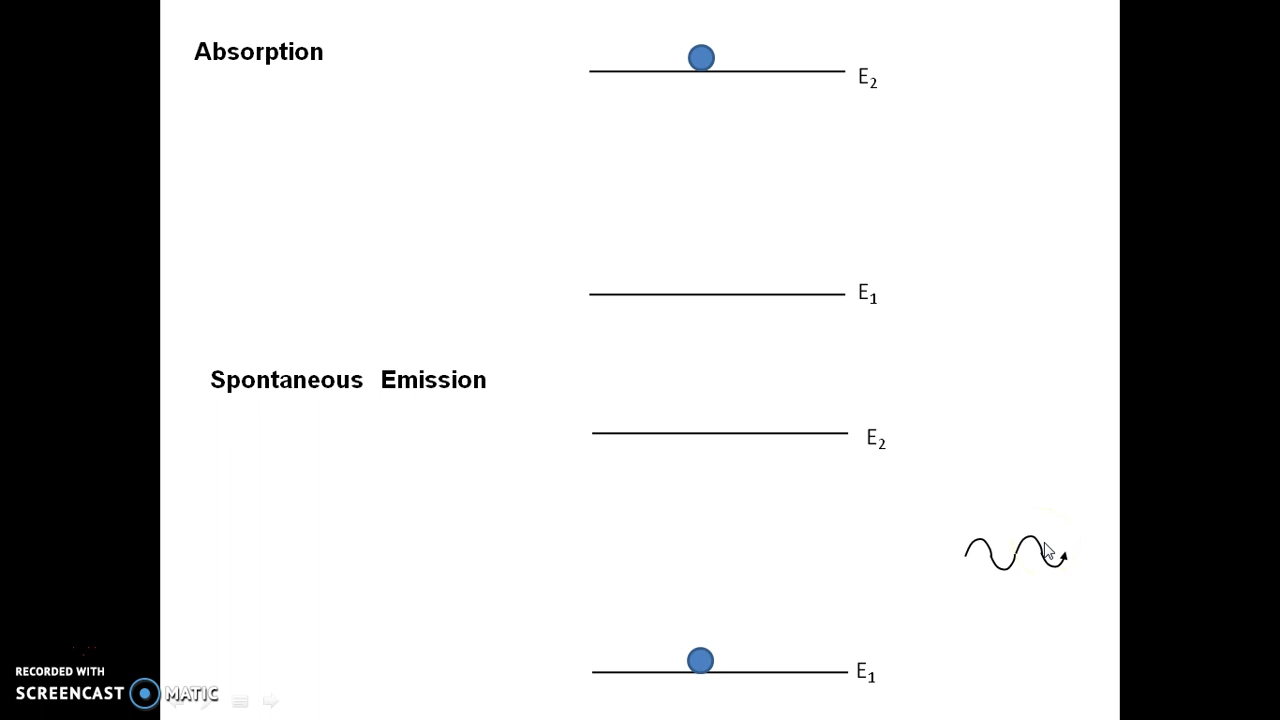 Absorption
E2
E1
Spontaneous Emission
E2
E1
RECORDED WITH
SCREENCAST MATIC